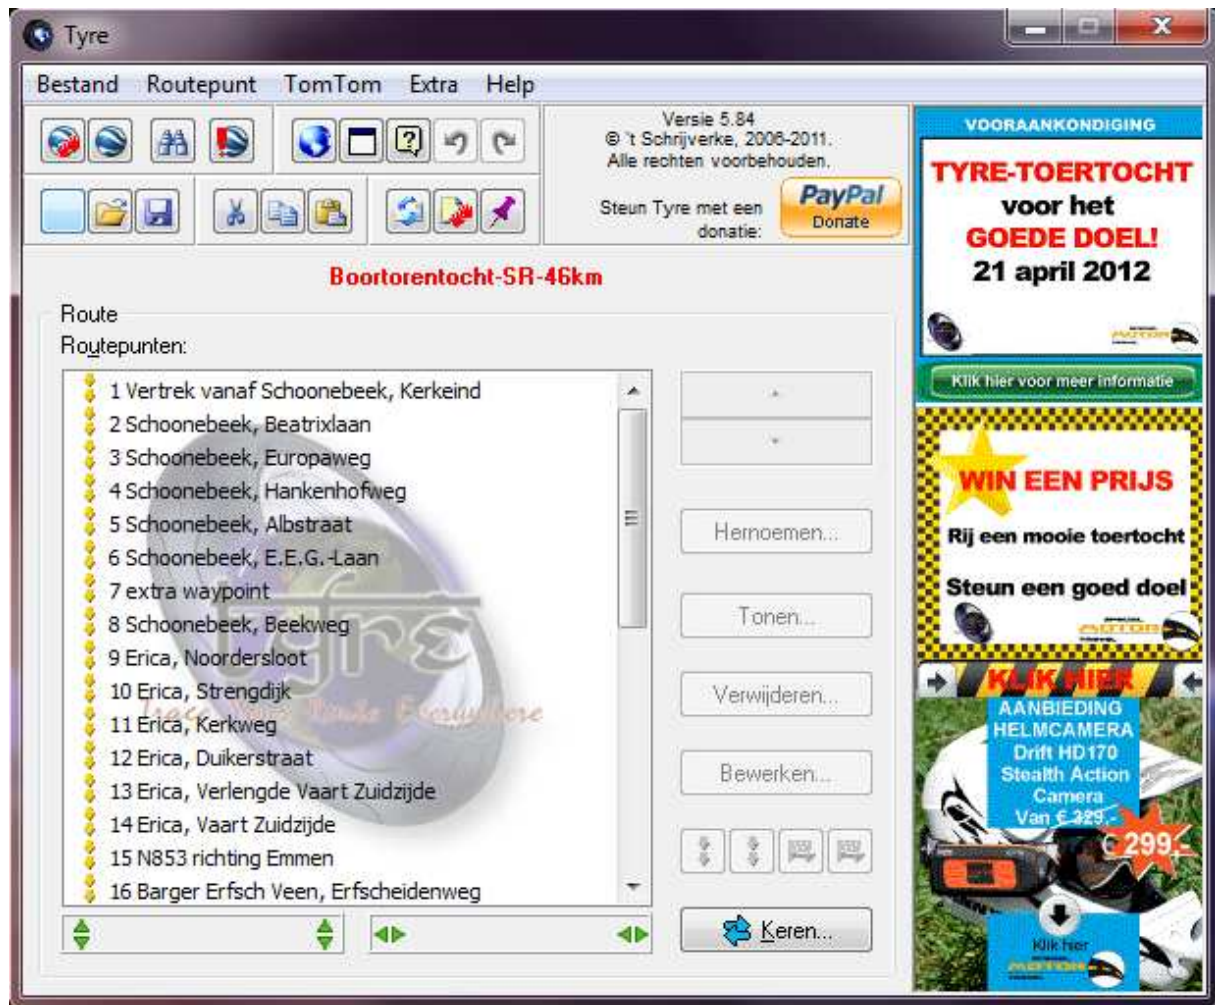 Tyre
Bestand Routepunt TomTom Extra Help
Versie 5.84
© 't Schrijverke, 2006-2011.
Alle rechten voorbehouden.
Steun Tyre met een
donatie:
PayPal
Donate
Boortorentocht-SR-46km
Route
Routepunten:
1 Vertrek vanaf Schoonebeek, Kerkeind
2 Schoonebeek, Beatrixlaan
3 Schoonebeek, Europaweg
4 Schoonebeek, Hankenhofweg
5 Schoonebeek, Albstraat
6 Schoonebeek, E.E.G.-Laan
7 extra waypoint
8 Schoonebeek, Beekweg
9 Erica, Noordersloot
10 Erica, Strengdijk
11 Erica, Kerkweg
12 Erica, Duikerstraat
13 Erica, Verlengde Vaart Zuidzijde
14 Erica, Vaart Zuidzijde
15 N853 richting Emmen
16 Barger Erfsch Veen, Erfscheidenweg
tyre
Hernoemen...
Tonen...
Verwijderen...
Bewerken...
Keren...
VOORAANKONDIGING
TYRE-TOERTOCHT
voor het
GOEDE DOEL!
21 april 2012
Klik hier voor meer informatie
WIN EEN PRIJS
Rij een mooie toertocht
Steun een goed doel
KLIK HIER
AANBIEDING
HELMCAMERA
Drift HD170
Stealth Action
Camera
Van € 329,-
€ 299,-
Klik hier